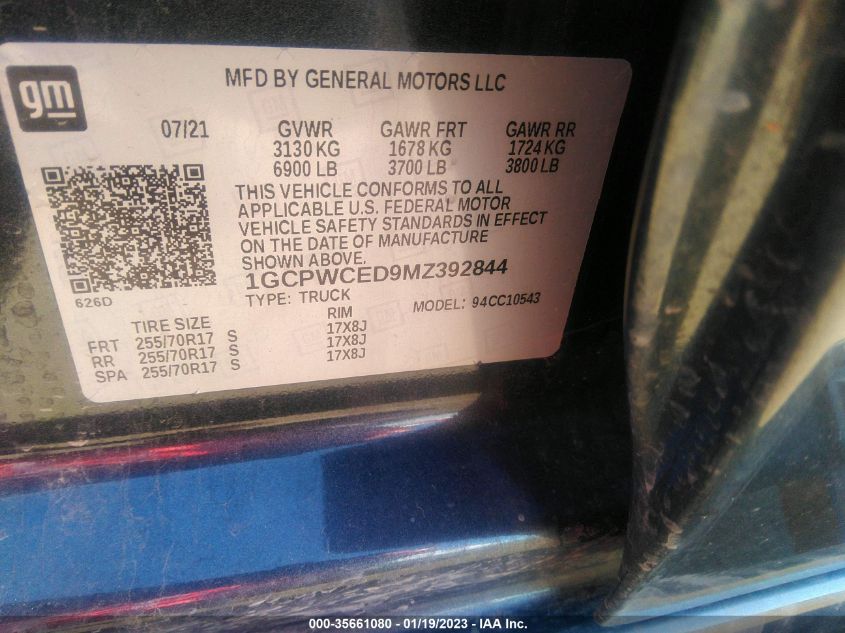 gm
MFD BY GENERAL MOTORS LLC
07/21 GVWR GAWR FRT GAWR RR
3130 KG 1678 KG 1724 KG
6900 LB 3700 LB 3800 LB
THIS VEHICLE CONFORMS TO ALL
APPLICABLE U.S. FEDERAL MOTOR
VEHICLE SAFETY STANDARDS IN EFFECT
ON THE DATE OF MANUFACTURE
SHOWN ABOVE.
1GCPWCED9MZ392844
626D
TYPE: TRUCK MODEL: 94CC10543
TIRE SIZE RIM
FRT 255/70R17 S 17X8J
RR 255/70R17 S 17X8J
SPA 255/70R17 S 17X8J
000-35661080 - 01/19/2023 - IAA Inc.